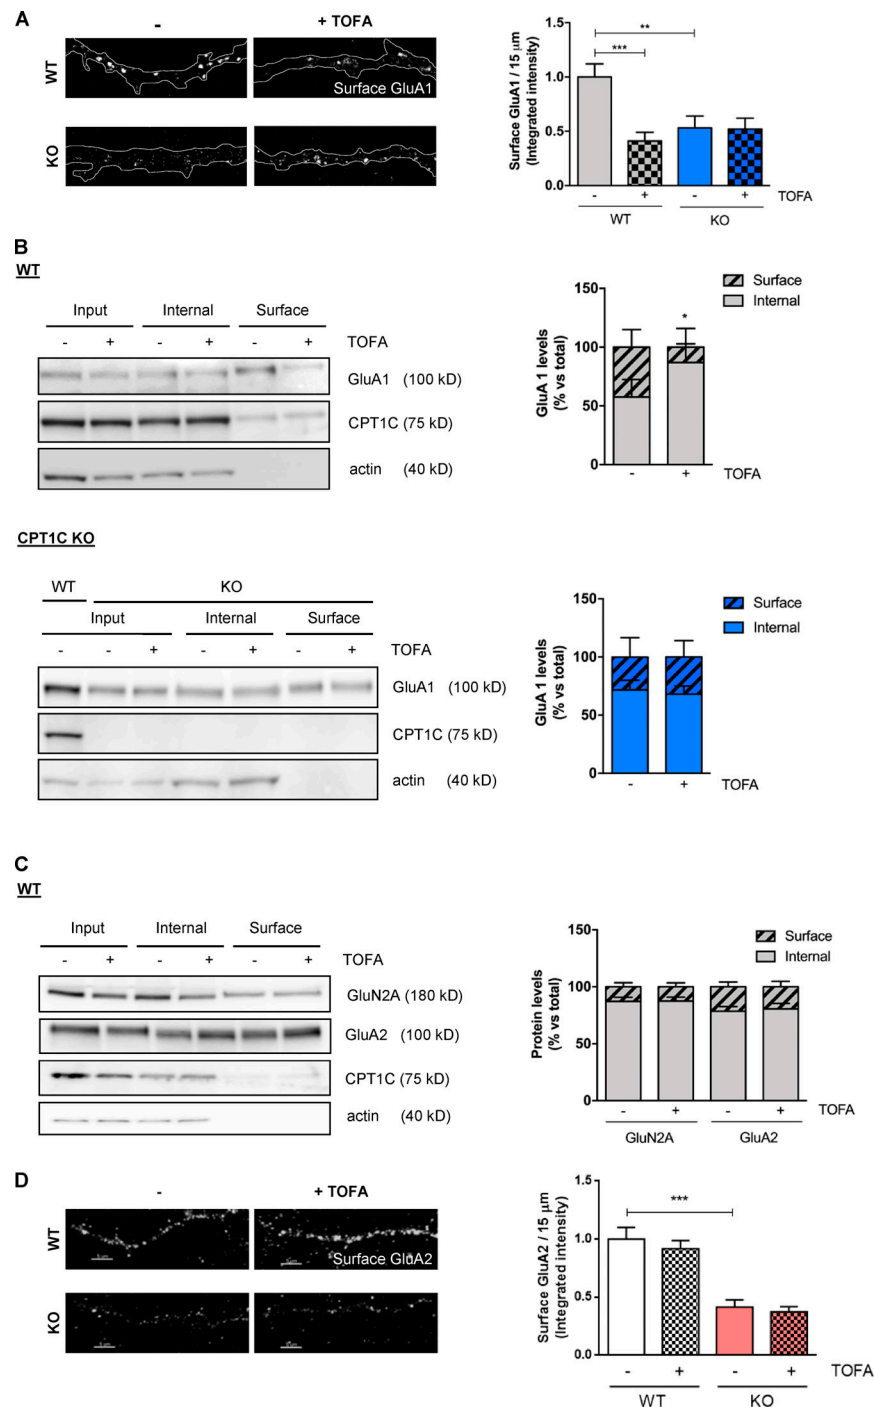 A
- + TOFA
WT
Surface GluA1
KO
Surface GluA1 / 15 µm
(Integrated intensity)
1.5
1.0
0.5
0.0
** 
***
- + - + TOFA
WT KO
B
WT
Input Internal Surface
- + - + - + TOFA
GluA1 (100 kD)
CPT1C (75 kD)
actin (40 kD)
GluA 1 levels
(% vs total)
150
100
50
0
*
Surface
Internal
- + TOFA
CPT1C KO
WT KO
Input Internal Surface
- - + - + - + TOFA
GluA1 (100 kD)
CPT1C (75 kD)
actin (40 kD)
GluA 1 levels
(% vs total)
150
100
50
0
Surface
Internal
- + TOFA
C
WT
Input Internal Surface
- + - + - + TOFA
GluN2A (180 kD)
GluA2 (100 kD)
CPT1C (75 kD)
actin (40 kD)
Protein levels
(% vs total)
150
100
50
0
Surface
Internal
- + - + TOFA
GluN2A GluA2
D
- + TOFA
WT
Surface GluA2
KO
Surface GluA2 / 15 µm
(Integrated intensity)
1.5
1.0
0.5
0.0
***
- + - + TOFA
WT KO